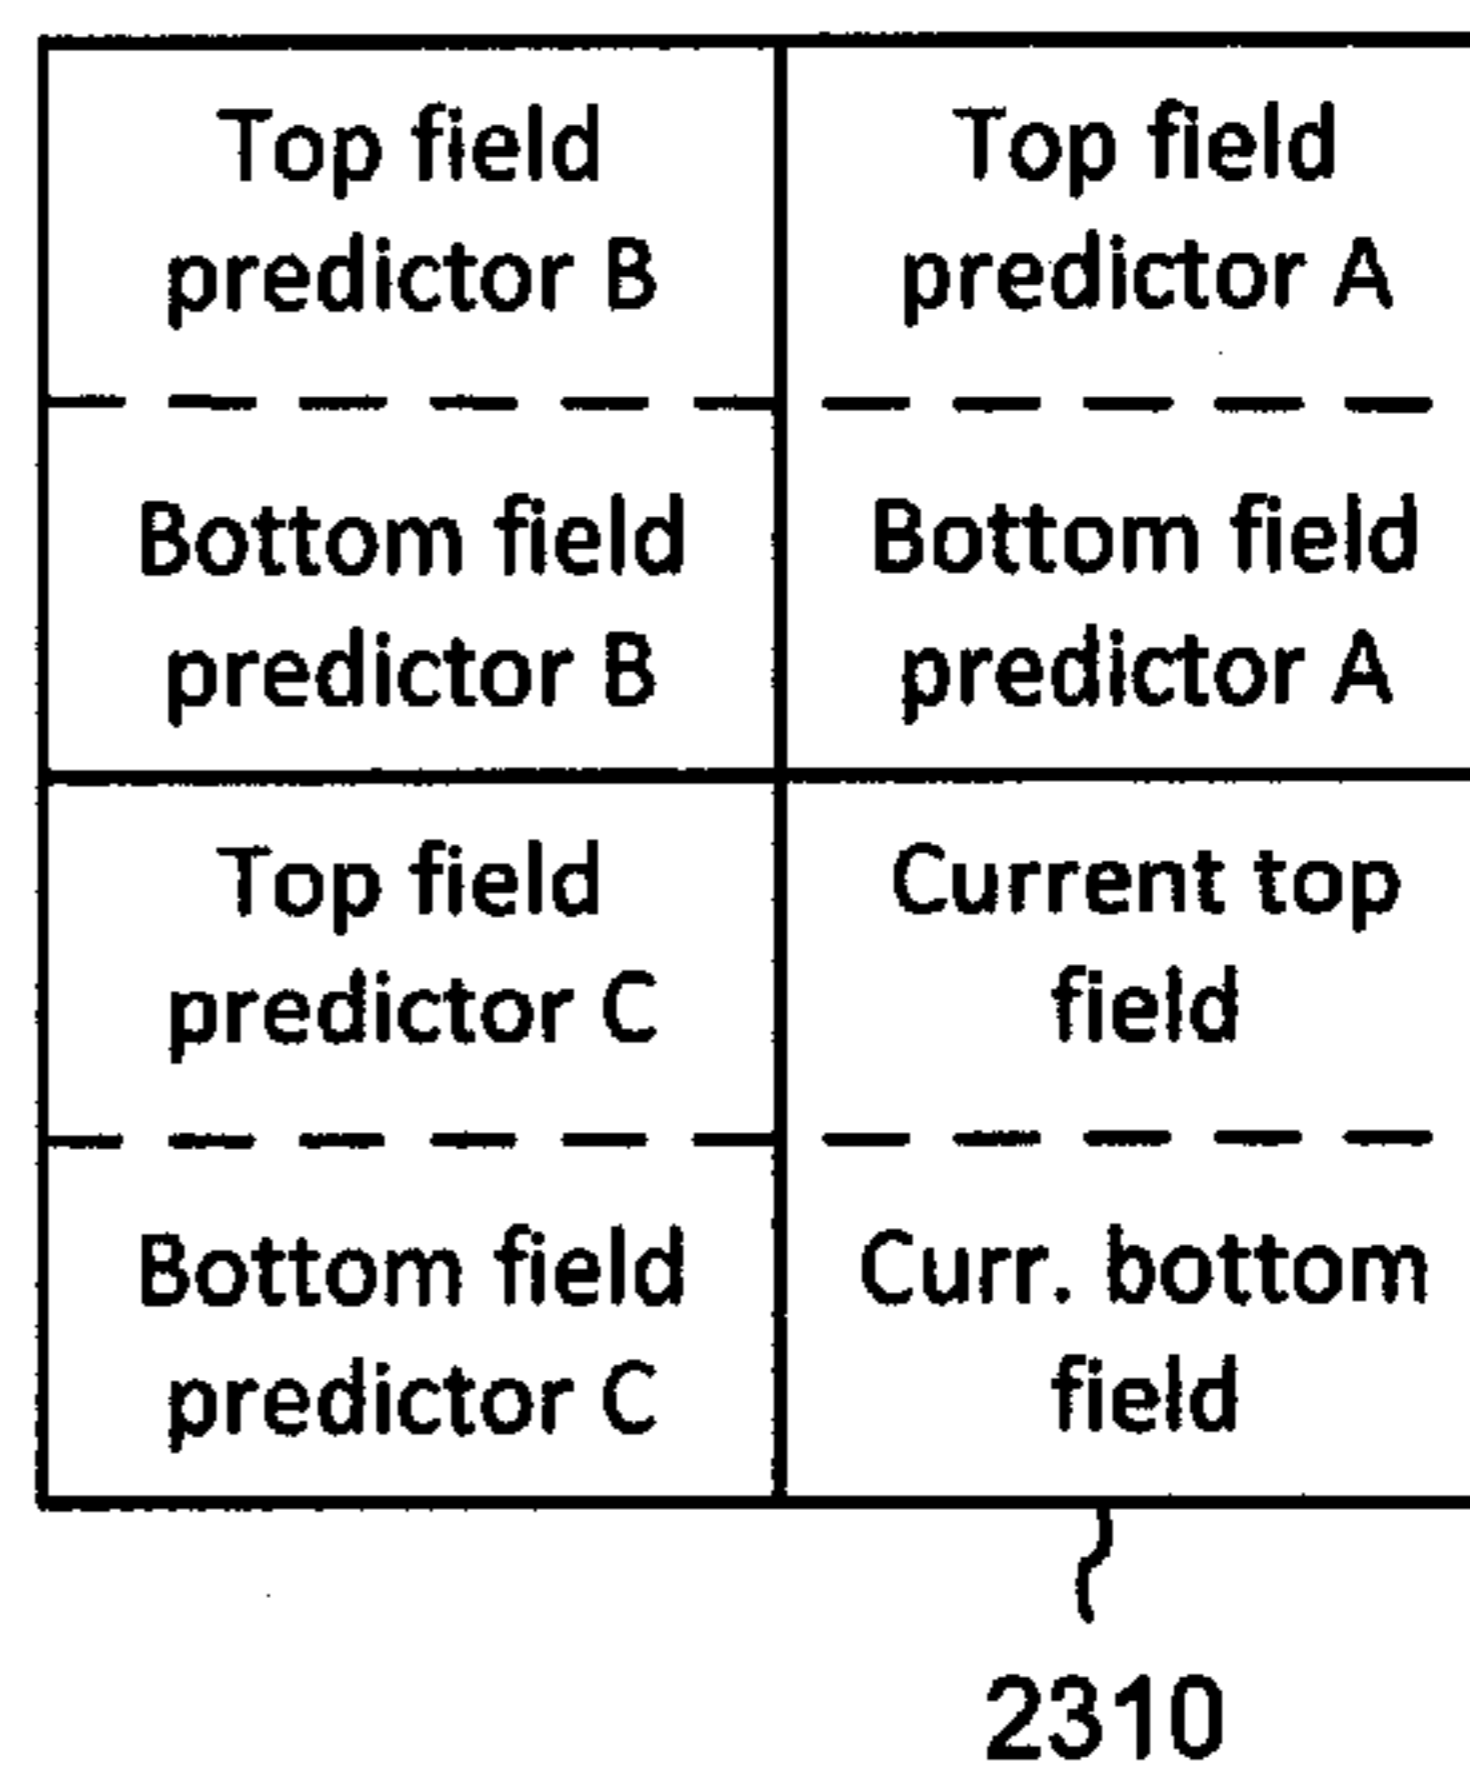 Top field
predictor B
Top field
predictor A
Bottom field
predictor B
Bottom field
predictor A
Top field
predictor C
Current top
field
Bottom field
predictor C
Curr. bottom
field
2310